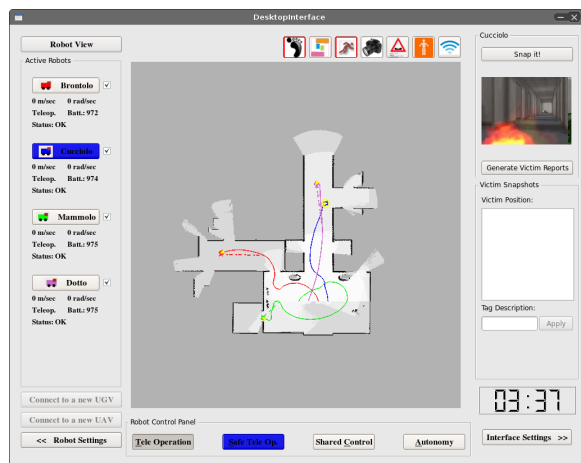 DesktopInterface
Robot View
Active Robots
Brontolo
0 m/sec 0 rad/sec
Teleop. Batt.: 972
Status: OK
Cucciolo
0 m/sec 0 rad/sec
Teleop. Batt.: 974
Status: OK
Mammolo
0 m/sec 0 rad/sec
Teleop. Batt.: 975
Status: OK
Dotto
0 m/sec 0 rad/sec
Teleop. Batt.: 975
Status: OK
Connect to a new UGV
Connect to a new UAV
<< Robot Settings
Robot Control Panel
Tele Operation
Safe Tele Op.
Shared Control
Autonomy
Cucciolo
Snap it!
Generate Victim Reports
Victim Snapshots
Victim Position:
Tag Description:
Apply
03:37
Interface Settings >>